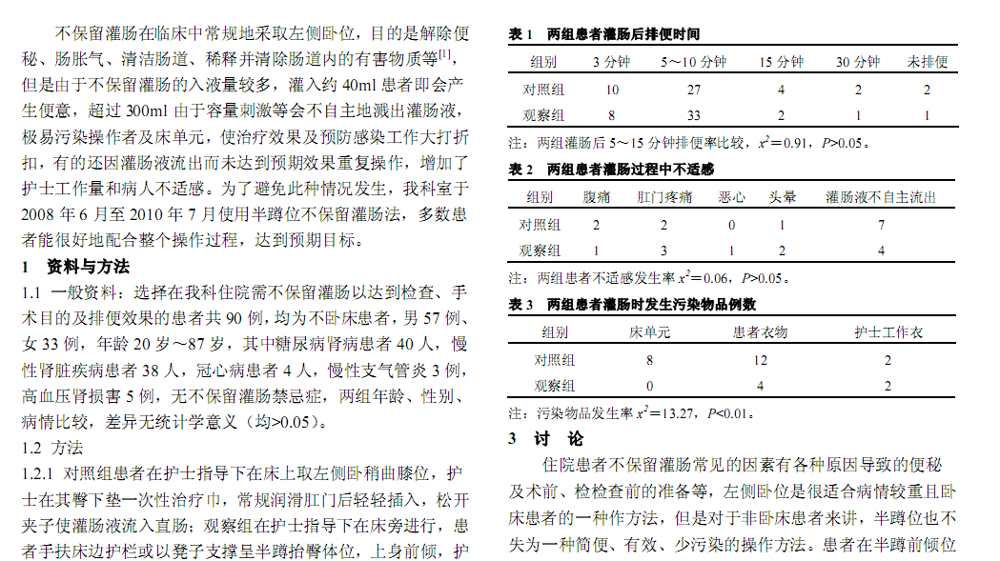 不保留灌肠在临床中常规地采取左侧卧位，目的是解除便
秘、肠胀气、清洁肠道、稀释并清除肠道内的有害物质等[1]，
但是由于不保留灌肠的入液量较多，灌入约 40ml 患者即会产
生便意，超过 300ml 由于容量刺激等会不自主地溅出灌肠液，
极易污染操作者及床单元，使治疗效果及预防感染工作大打折
扣，有的还因灌肠液流出而未达到预期效果重复操作，增加了
护士工作量和病人不适感。为了避免此种情况发生，我科室于
2008 年 6 月至 2010 年 7 月使用半蹲位不保留灌肠法，多数患
者能很好地配合整个操作过程，达到预期目标。
1 资料与方法
1.1 一般资料：选择在我科住院需不保留灌肠以达到检查、手
术目的及排便效果的患者共 90 例，均为不卧床患者，男 57 例、
女 33 例，年龄 20 岁～87 岁，其中糖尿病肾病患者 40 人，慢
性肾脏疾病患者 38 人，冠心病患者 4 人，慢性支气管炎 3 例，
高血压肾损害 5 例，无不保留灌肠禁忌症，两组年龄、性别、
病情比较，差异无统计学意义（均>0.05）。
1.2 方法
1.2.1 对照组患者在护士指导下在床上取左侧卧稍曲膝位，护
士在其臀下垫一次性治疗巾，常规润滑肛门后轻轻插入，松开
夹子使灌肠液流入直肠；观察组在护士指导下在床旁进行，患
者手扶床边护栏或以凳子支撑呈半蹲抬臀体位，上身前倾，护
表 1 两组患者灌肠后排便时间
组别 3 分钟 5～10 分钟 15 分钟 30 分钟 未排便
对照组 10 27 4 2 2
观察组 8 33 2 1 1
注：两组灌肠后 5～15 分钟排便率比较，x2＝0.91，P>0.05。
表 2 两组患者灌肠过程中不适感
组别 腹痛 肛门疼痛 恶心 头晕 灌肠液不自主流出
对照组 2 2 0 1 7
观察组 1 3 1 2 4
注：两组患者不适感发生率 x2＝0.06，P>0.05。
表 3 两组患者灌肠时发生污染物品例数
组别 床单元 患者衣物 护士工作衣
对照组 8 12 2
观察组 0 4 2
注：污染物品发生率 x2＝13.27，P<0.01。
3 讨 论
住院患者不保留灌肠常见的因素有各种原因导致的便秘
及术前、检检查前的准备等，左侧卧位是很适合病情较重且卧
床患者的一种作方法，但是对于非卧床患者来讲，半蹲位也不
失为一种简便、有效、少污染的操作方法。患者在半蹲前倾位